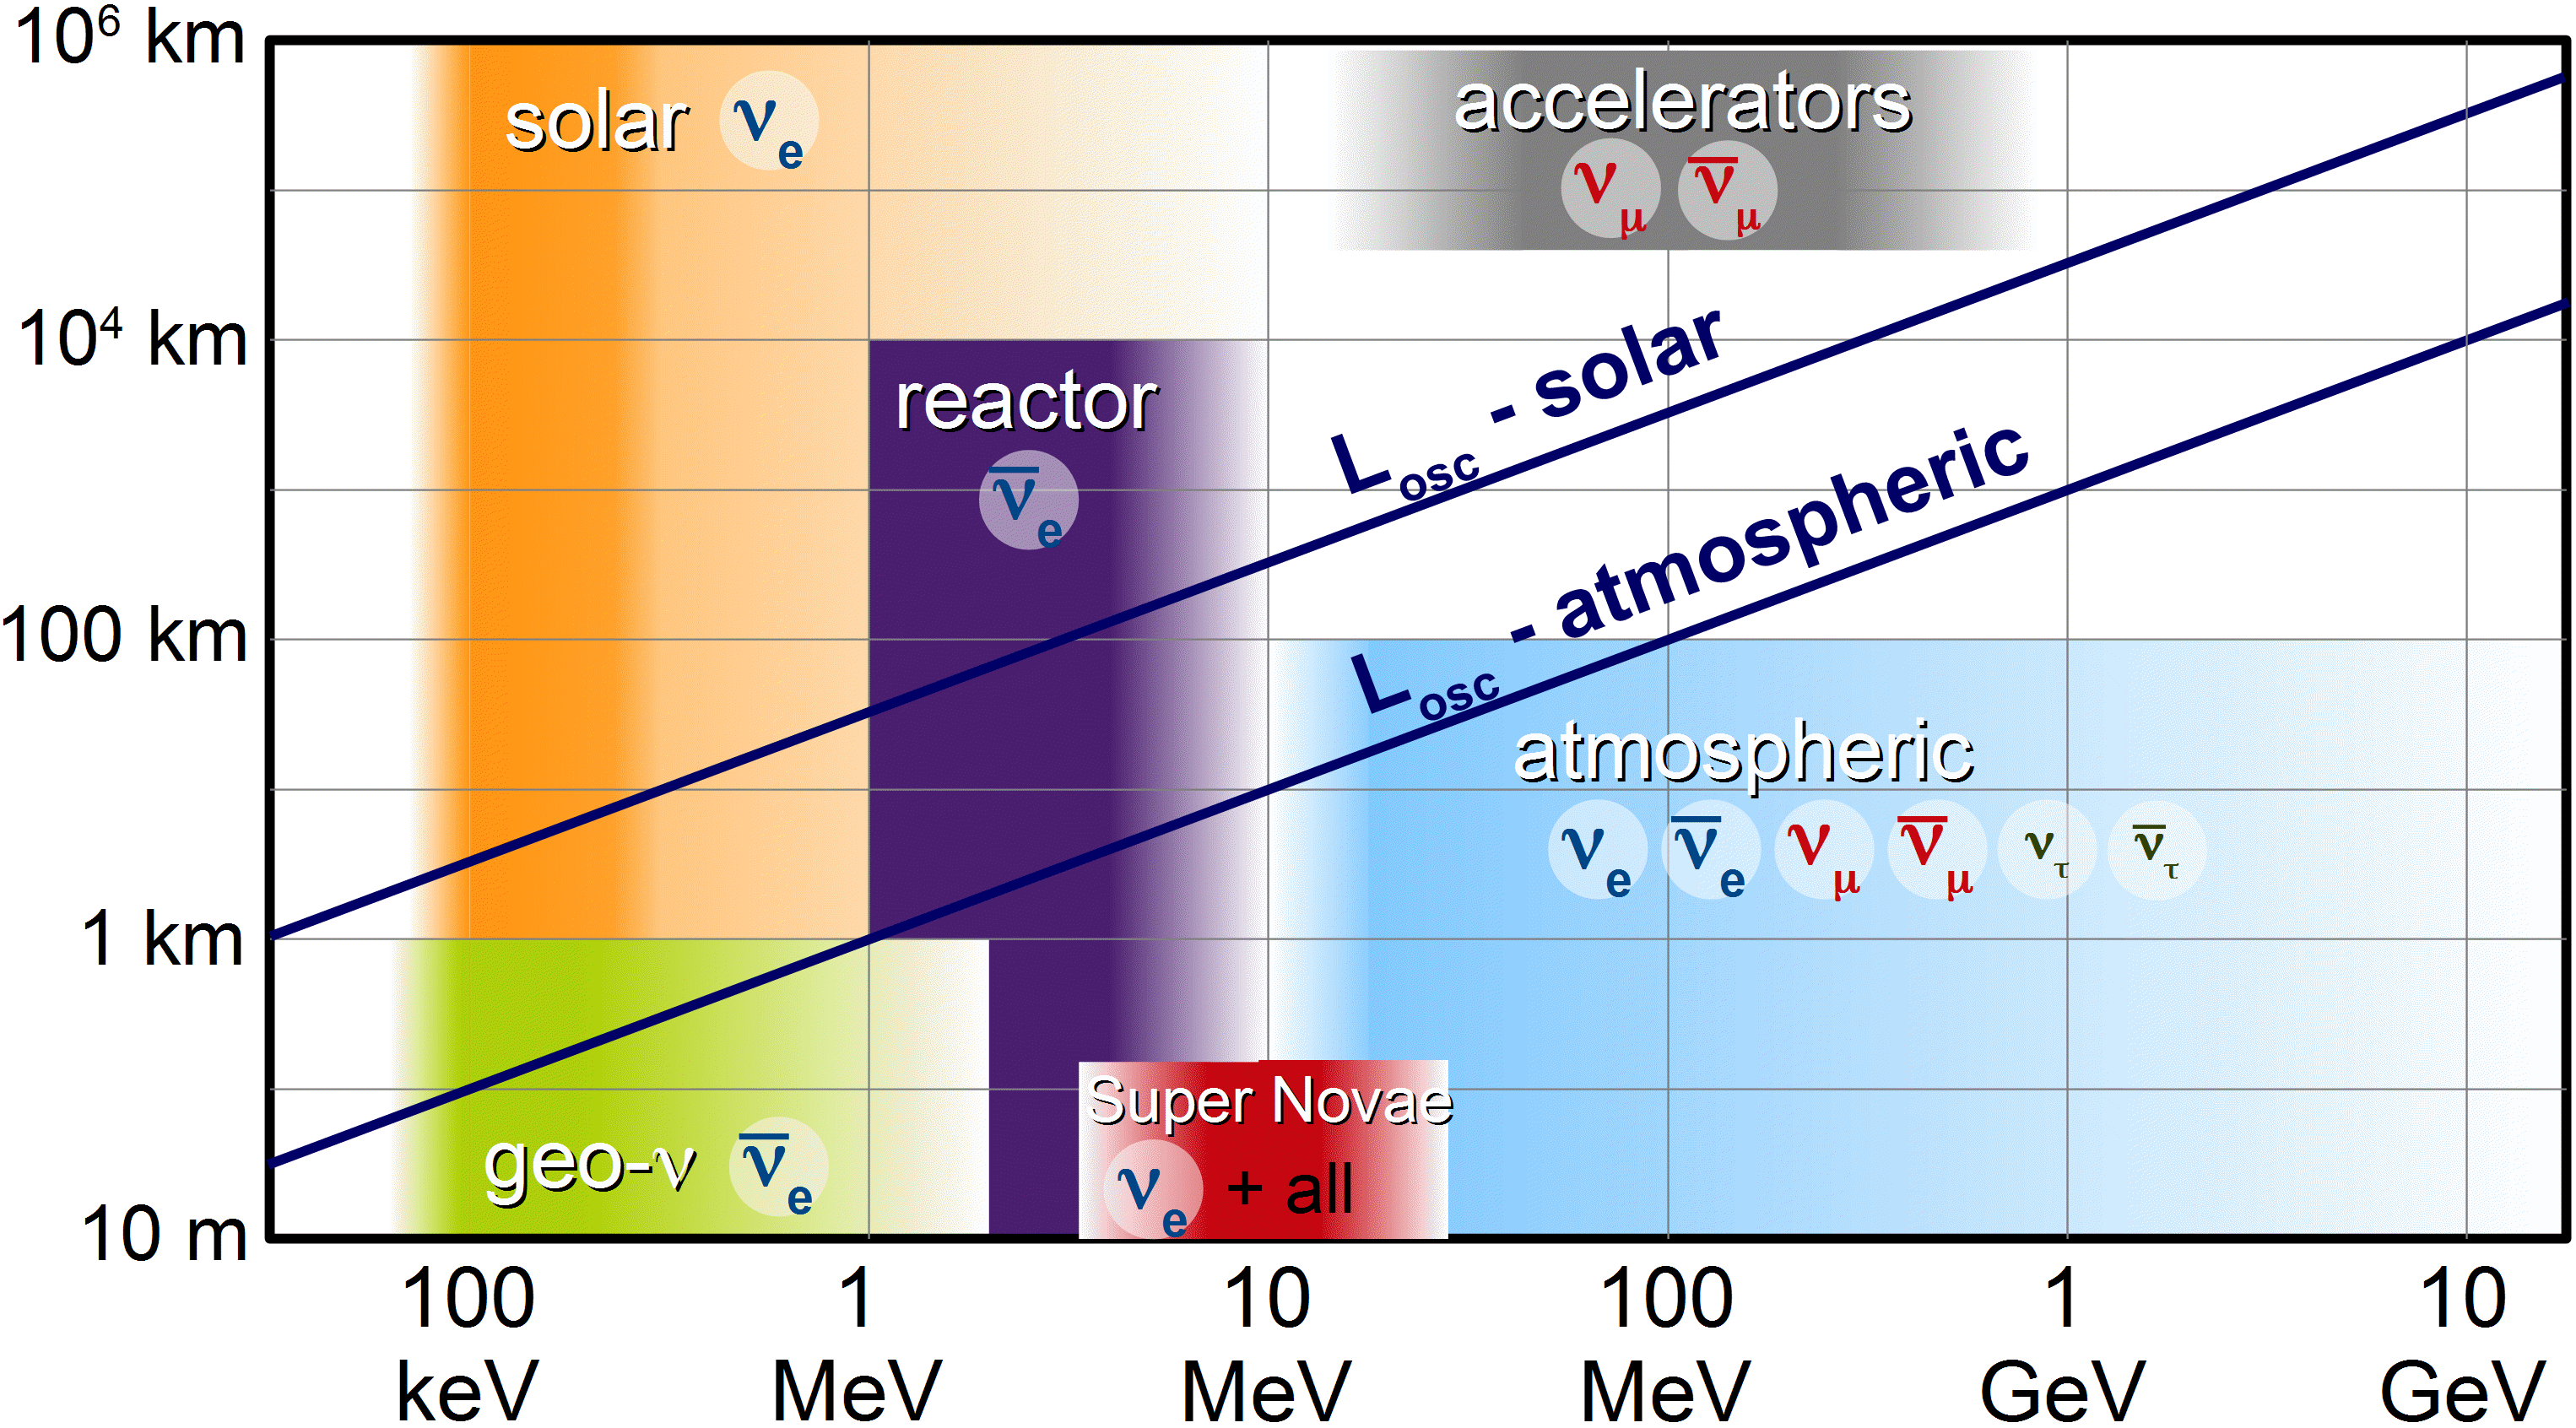 10⁶ km
solar νe
accelerators
νμ ν̅μ
10⁴ km
reactor
ν̅e
Losc - solar
Losc - atmospheric
100 km
atmospheric
νe ν̅e νμ ν̅μ ντ ν̅τ
1 km
Super Novae
νe + all
geo-ν ν̅e
10 m
100 keV
1 MeV
10 MeV
100 MeV
1 GeV
10 GeV